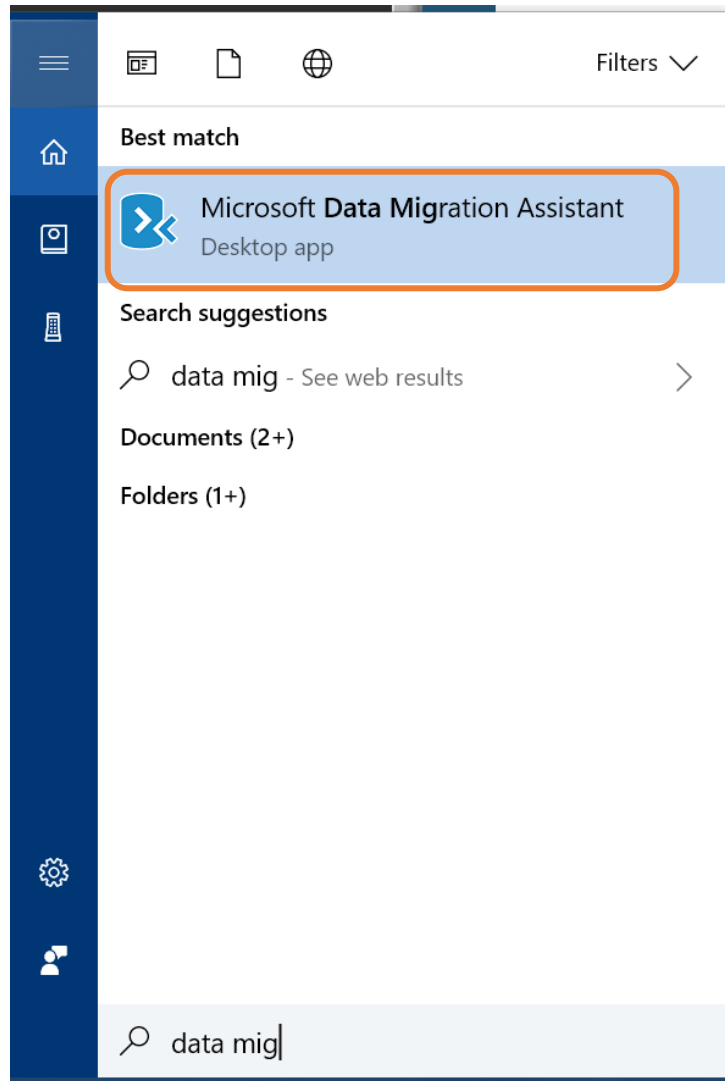 Filters
Best match
Microsoft Data Migration Assistant
Desktop app
Search suggestions
data mig - See web results
Documents (2+)
Folders (1+)
data mig